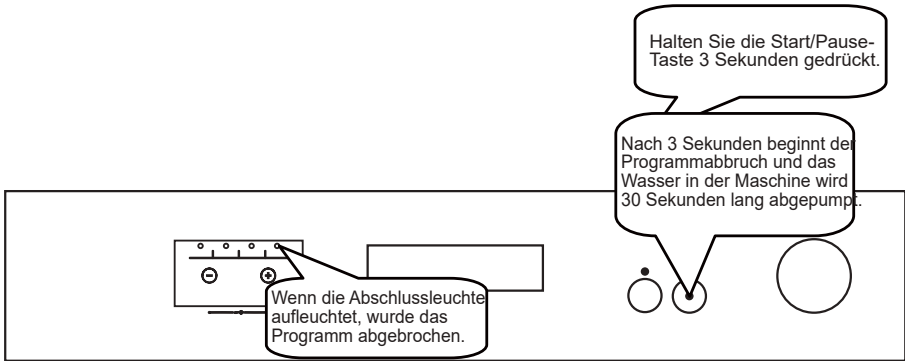 Halten Sie die Start/Pause-
Taste 3 Sekunden gedrückt.
Nach 3 Sekunden beginnt der
Programmabbruch und das
Wasser in der Maschine wird
30 Sekunden lang abgepumpt.
Wenn die Abschlussleuchte
aufleuchtet, wurde das
Programm abgebrochen.